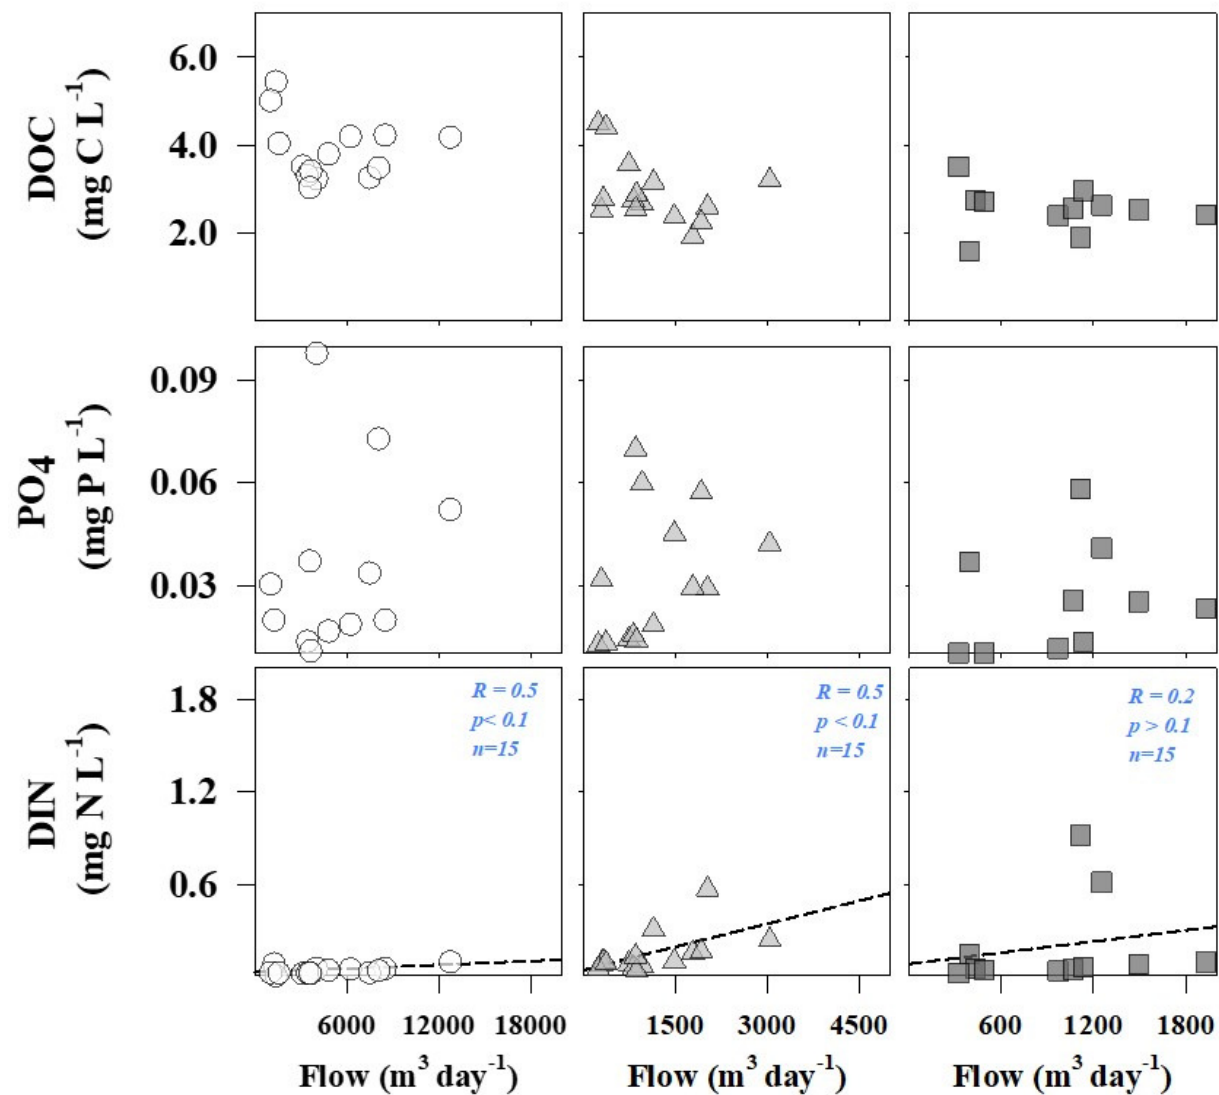 DOC
(mg C L⁻¹)
6.0
4.0
2.0
PO₄
(mg P L⁻¹)
0.09
0.06
0.03
DIN
(mg N L⁻¹)
1.8
1.2
0.6
R = 0.5
p< 0.1
n=15
R = 0.5
p < 0.1
n=15
R = 0.2
p > 0.1
n=15
6000 12000 18000
1500 3000 4500
600 1200 1800
Flow (m³ day⁻¹)
Flow (m³ day⁻¹)
Flow (m³ day⁻¹)